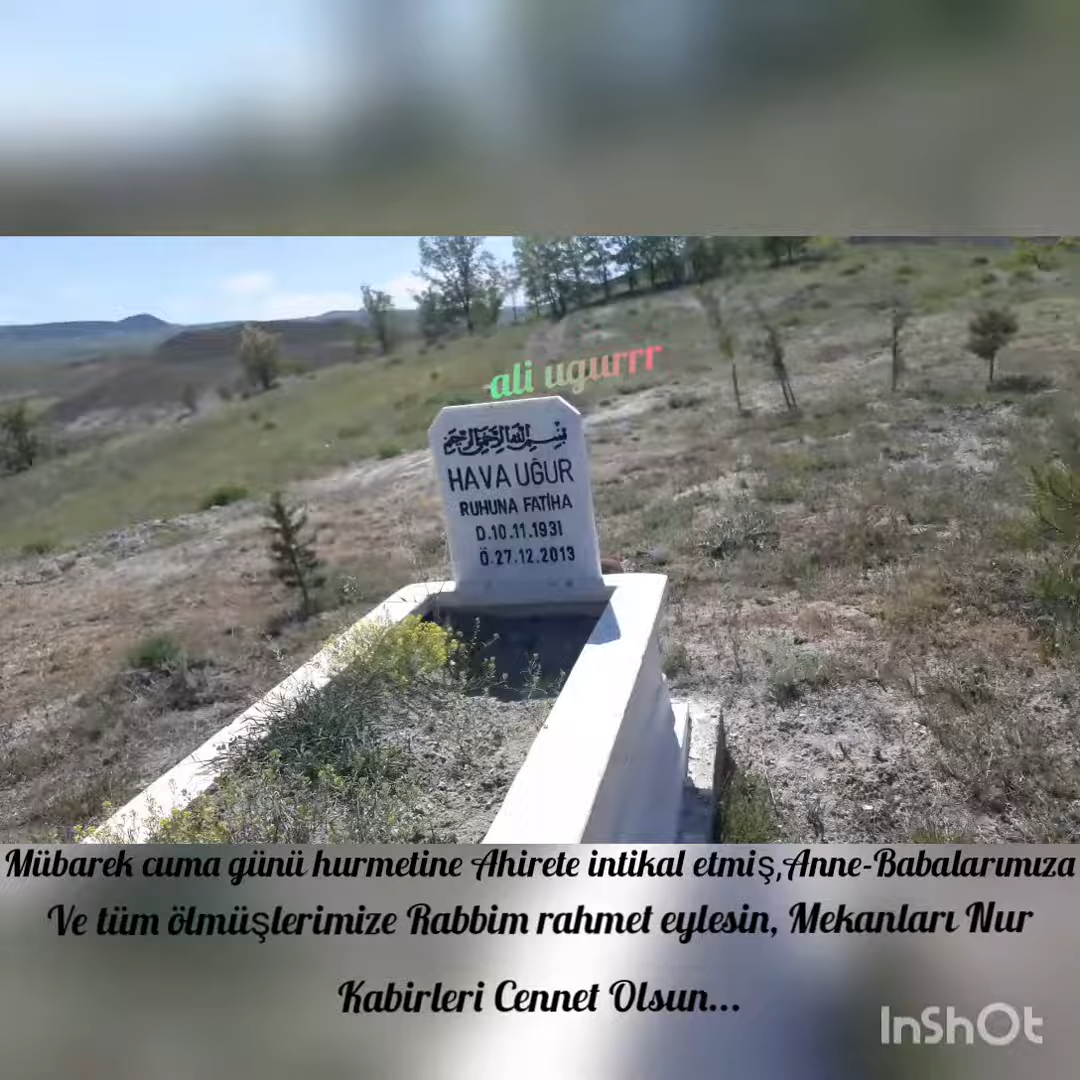 ali ugurrr
بسم الله الرحمن الرحيم
HAVA UĞUR
RUHUNA FATİHA
D.10.11.1931
Ö.27.12.2013
Mübarek cuma günü hurmetine Ahirete intikal etmiş,Anne-Babalarımıza
Ve tüm ölmüşlerimize Rabbim rahmet eylesin, Mekanları Nur
Kabirleri Cennet Olsun...
InShOt